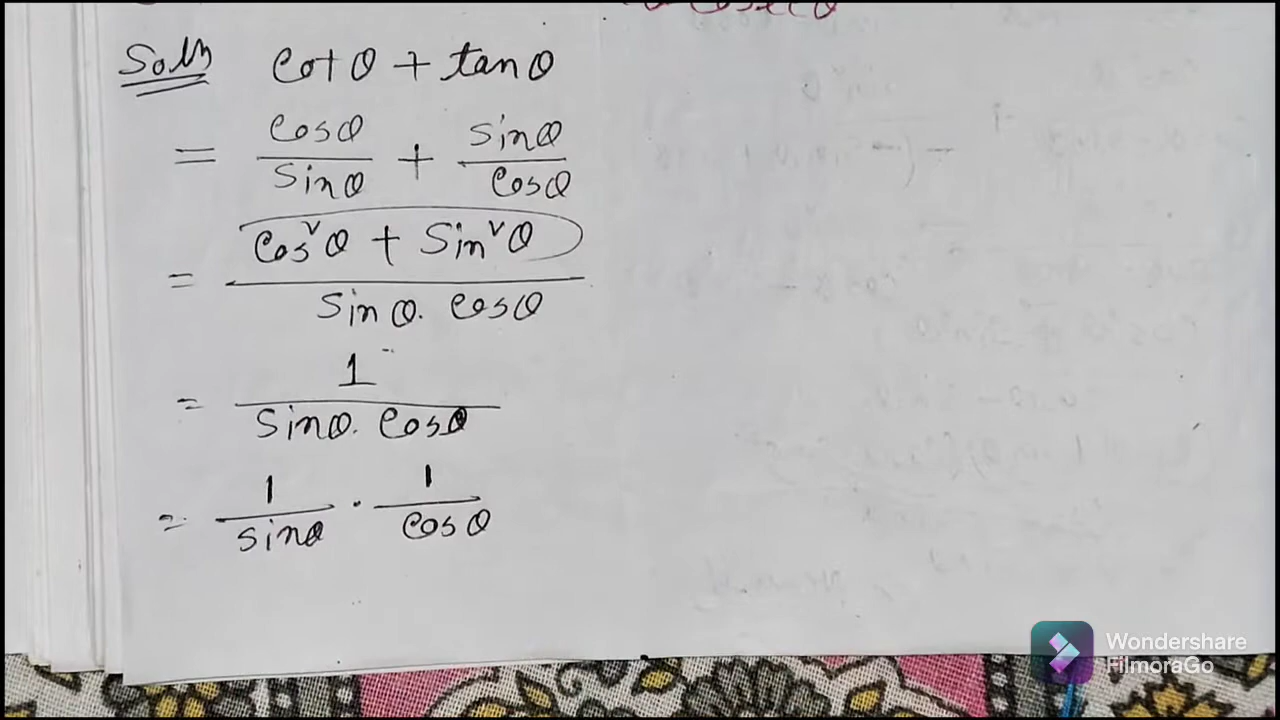 cosecθ
Soln cotθ + tanθ
= cosθ/sinθ + sinθ/cosθ
= cos²θ + sin²θ / sinθ. cosθ
= 1 / sinθ. cosθ
= 1/sinθ · 1/cosθ
Wondershare
FilmoraGo